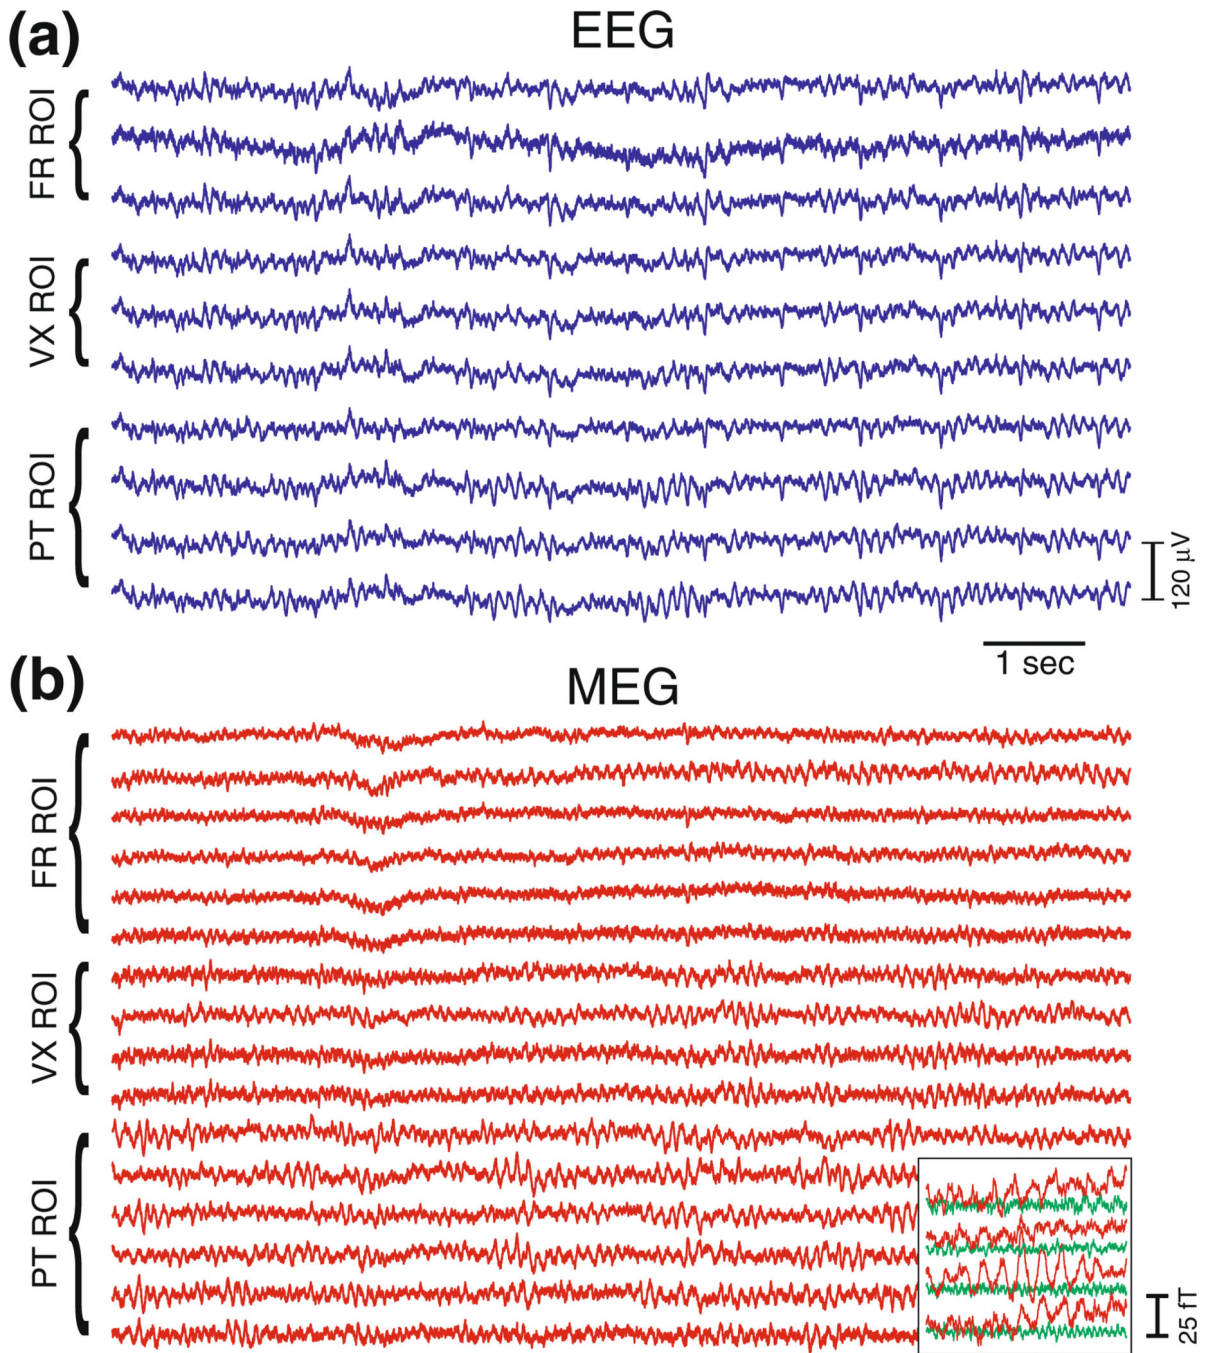 (a)
EEG
FR ROI
VX ROI
PT ROI
120 μV
1 sec
(b)
MEG
FR ROI
VX ROI
PT ROI
25 fT